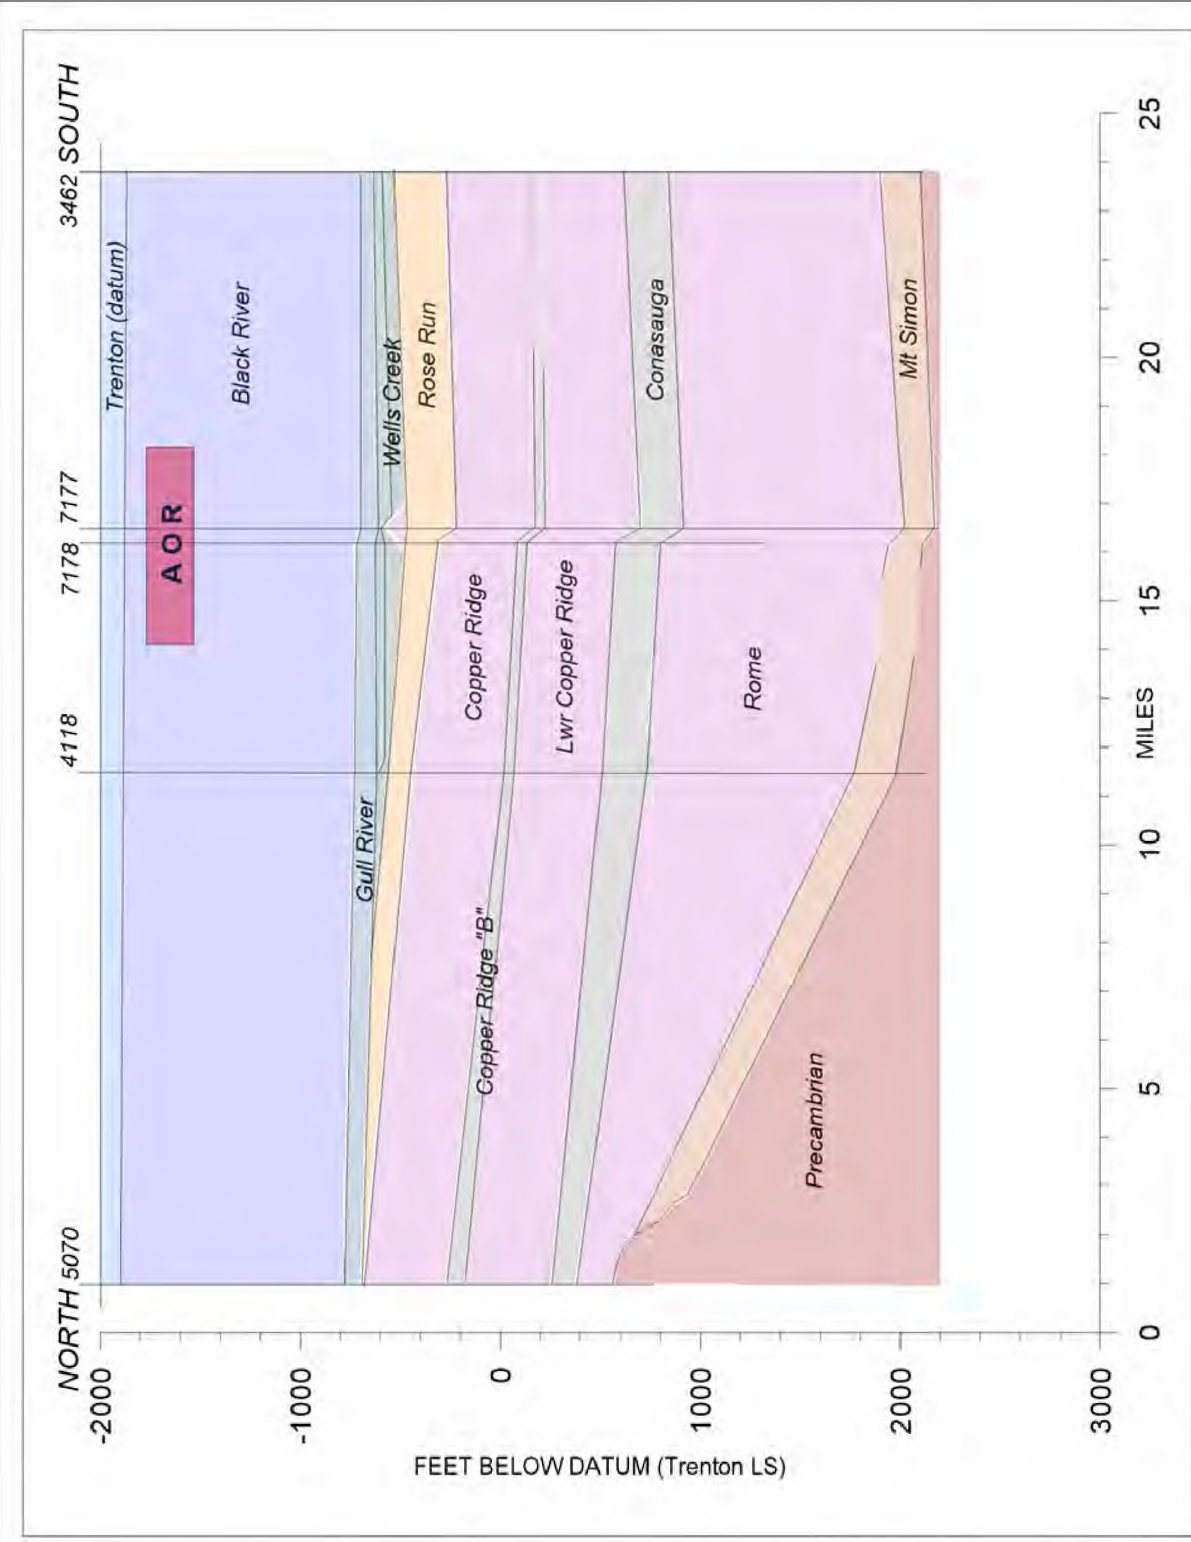 NORTH 5070
4118
7178
7177
3462 SOUTH
Trenton (datum)
AOR
Black River
Gull River
Wells Creek
Rose Run
Copper Ridge
Copper Ridge "B"
Lwr Copper Ridge
Conasauga
Rome
Mt Simon
Precambrian
-2000
-1000
0
1000
2000
3000
FEET BELOW DATUM (Trenton LS)
0
5
10
15
20
25
MILES